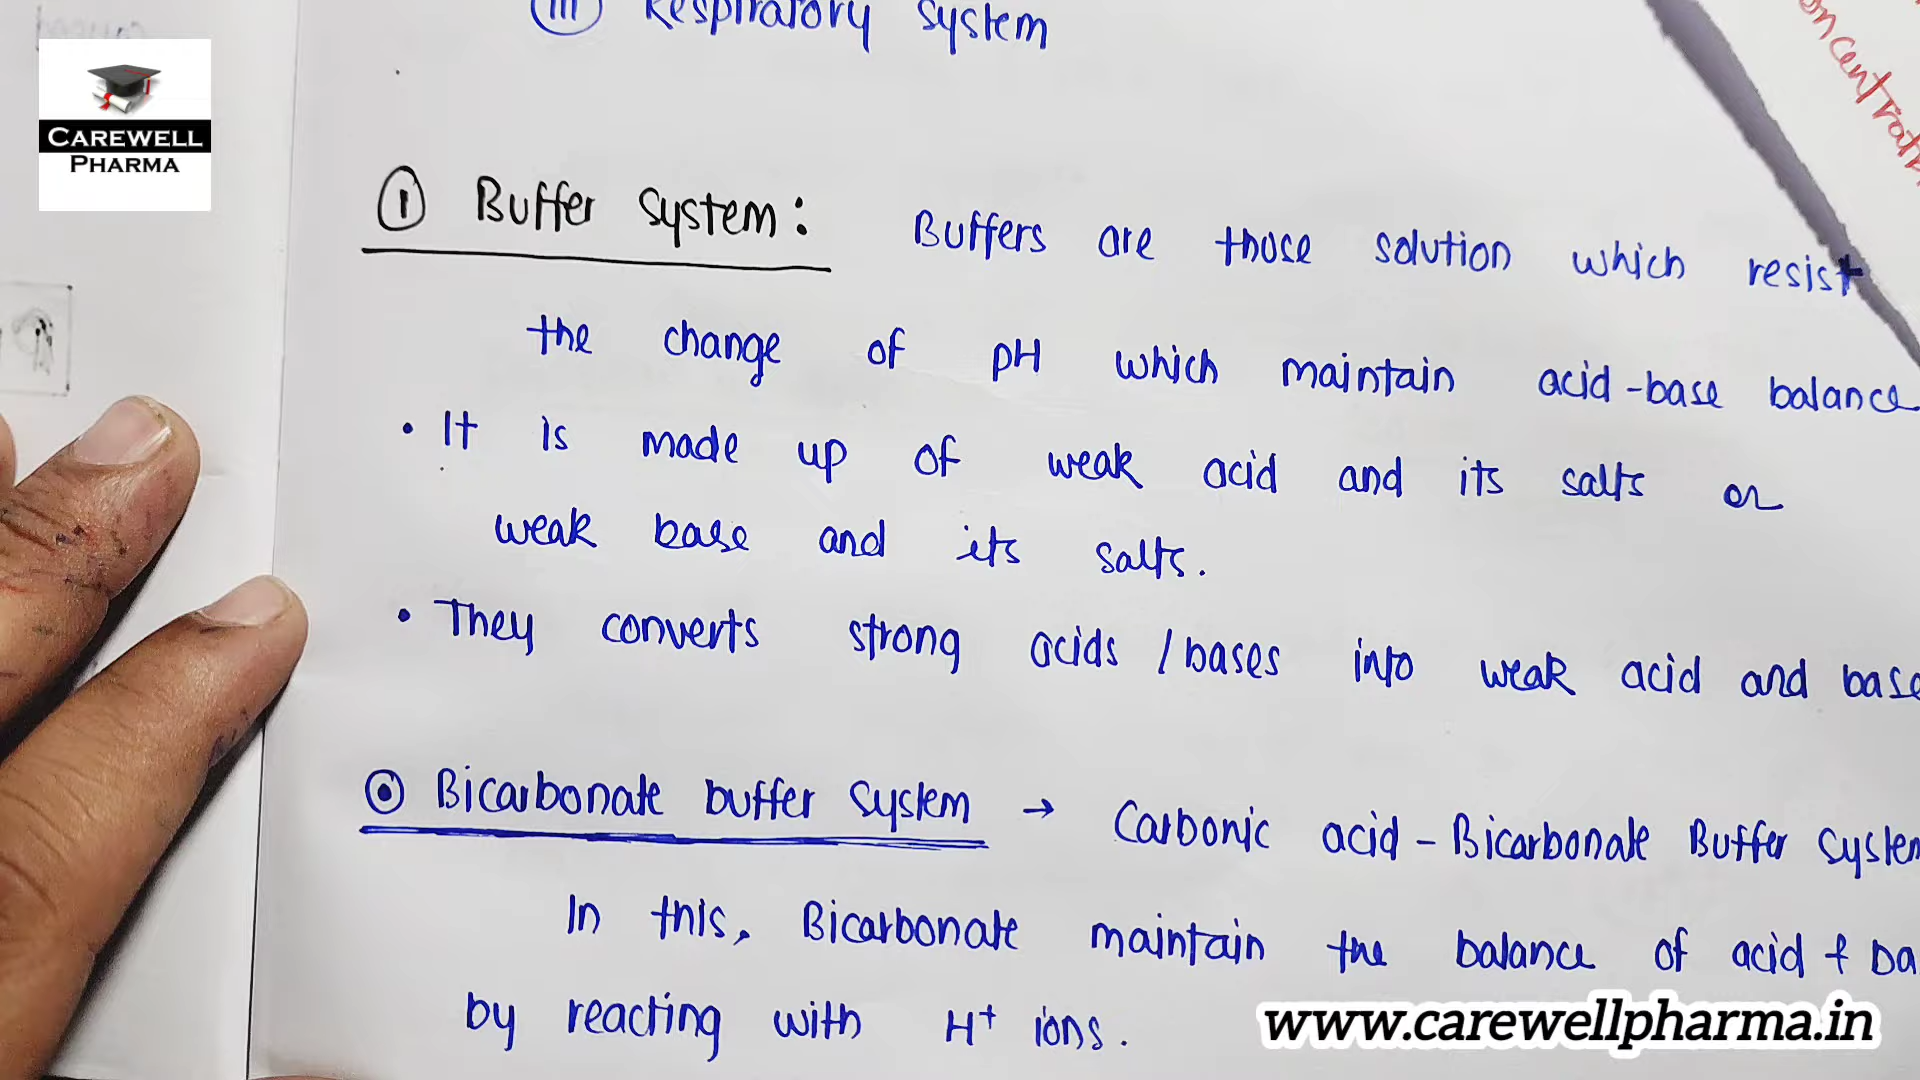 (iii) Respiratory system
CAREWELL
PHARMA
① Buffer system: Buffers are those solution which resist
the change of pH which maintain acid-base balance
• It is made up of weak acid and its salts or
weak base and its salts.
• They converts strong acids / bases into weak acid and base
⊙ Bicarbonate buffer system → Carbonic acid - Bicarbonate Buffer System
In this, Bicarbonate maintain the balance of acid & ba
by reacting with H⁺ ions.
www.carewellpharma.in